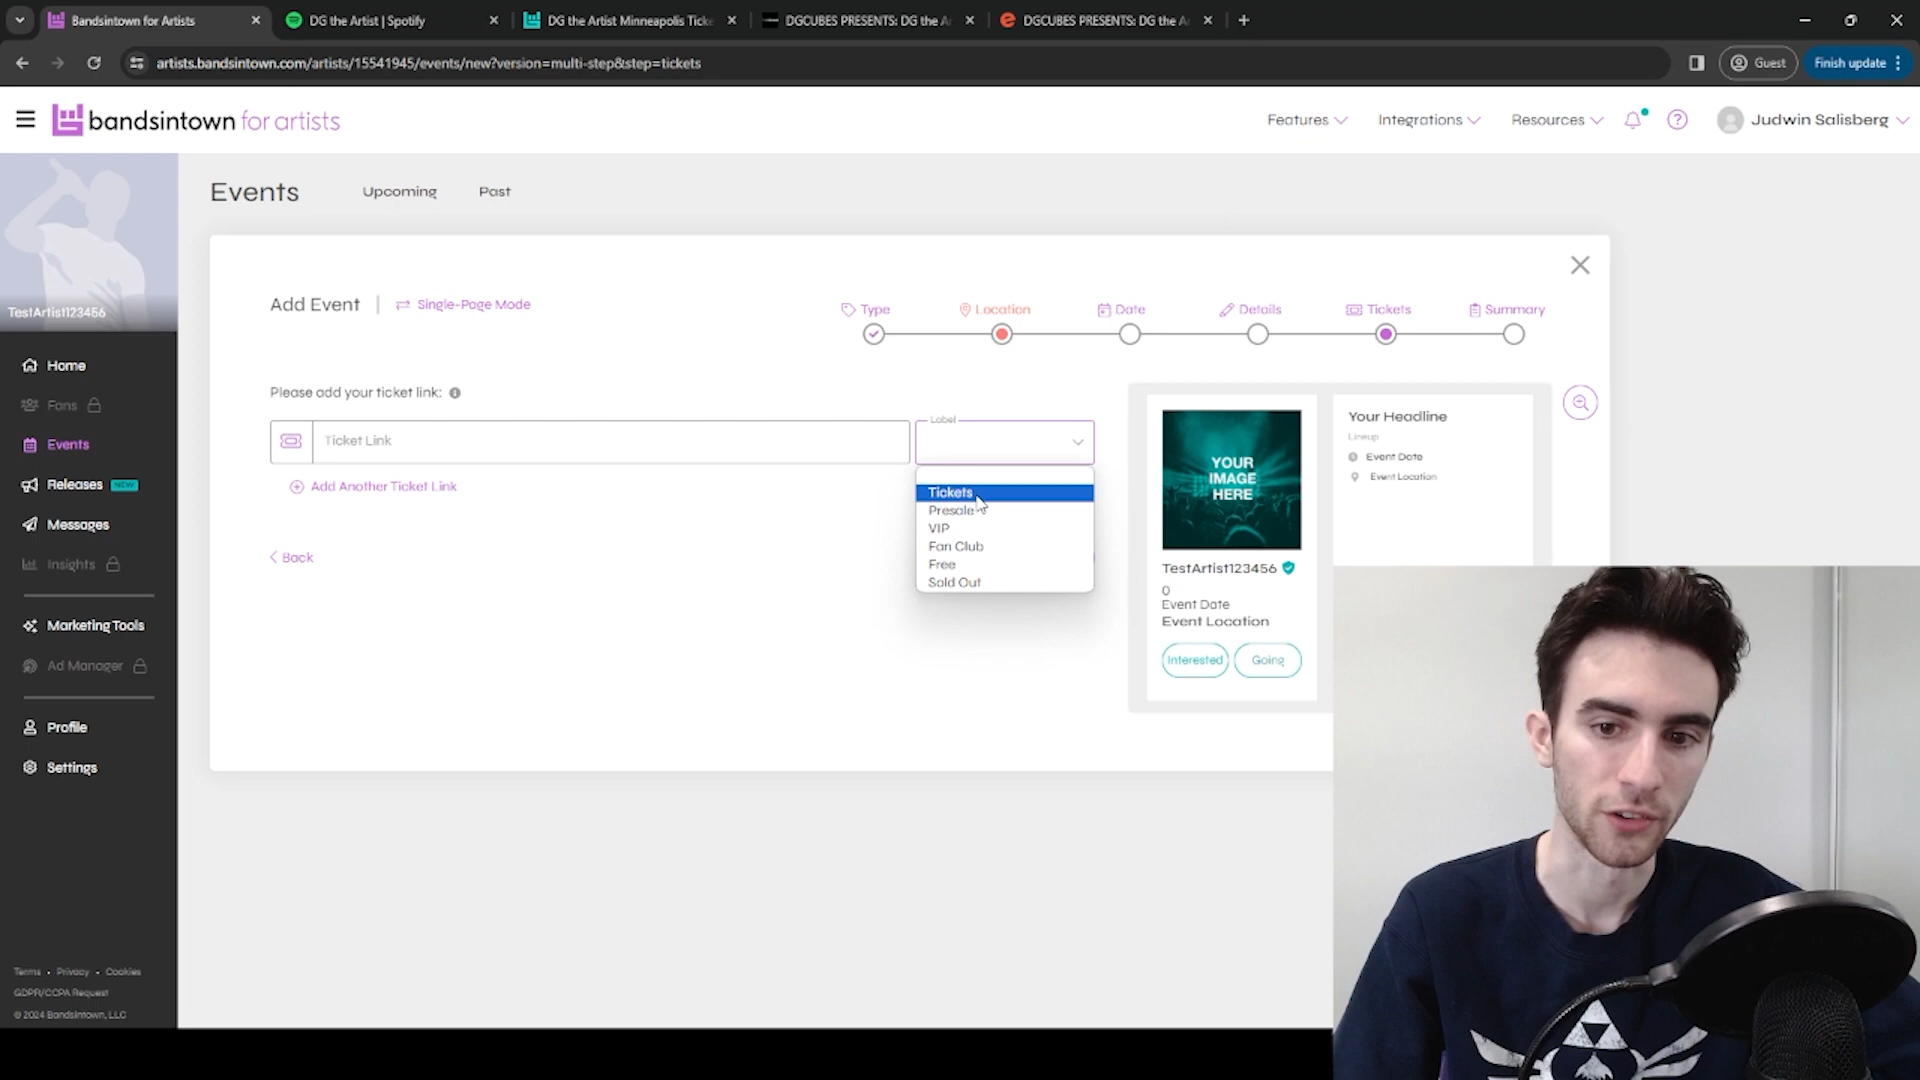 Bandsintown for Artists
DG the Artist | Spotify
DG the Artist Minneapolis Ticke
DGCUBES PRESENTS: DG the A
DGCUBES PRESENTS: DG the A
artists.bandsintown.com/artists/15541945/events/new?version=multi-step&step=tickets
Guest
Finish update
bandsintown for artists
Features
Integrations
Resources
Judwin Salisberg
TestArtist123456
Home
Fans
Events
Releases NEW
Messages
Insights
Marketing Tools
Ad Manager
Profile
Settings
Terms • Privacy • Cookies
GDPR/CCPA Request
© 2024 Bandsintown, LLC
Events
Upcoming
Past
Add Event
Single-Page Mode
Type
Location
Date
Details
Tickets
Summary
Please add your ticket link:
Ticket Link
Label
Add Another Ticket Link
Back
Tickets
Presale
VIP
Fan Club
Free
Sold Out
YOUR
IMAGE
HERE
TestArtist123456
0
Event Date
Event Location
Interested
Going
Your Headline
Lineup
Event Date
Event Location